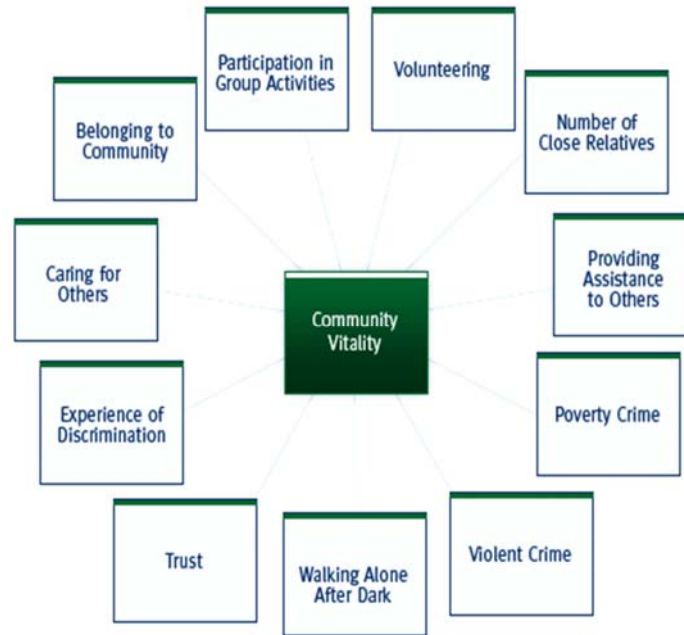 Participation in
Group Activities
Volunteering
Belonging to
Community
Number of
Close Relatives
Caring for
Others
Providing
Assistance
to Others
Community
Vitality
Experience of
Discrimination
Poverty Crime
Trust
Walking Alone
After Dark
Violent Crime